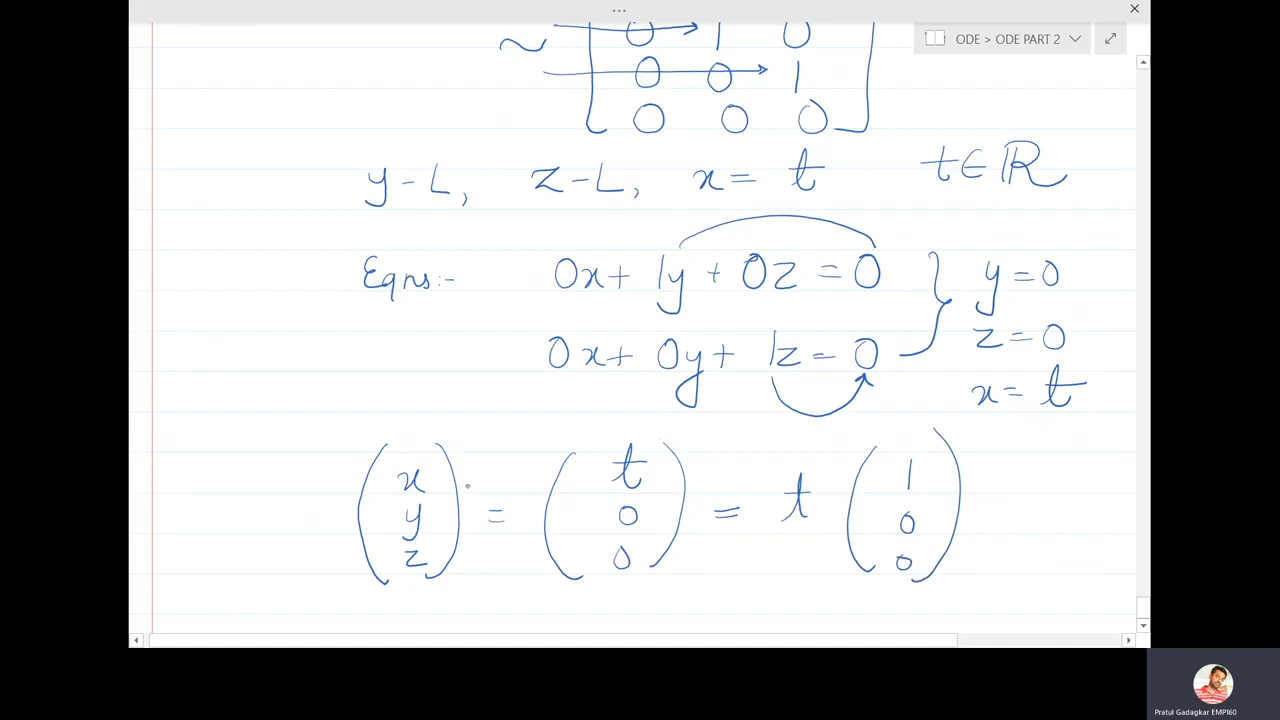 ODE > ODE PART 2
~ [ 0 1 0
0 0 1
0 0 0 ]
y-L, z-L, x = t t∈ℝ
Eqns:- 0x + 1y + 0z = 0 } y = 0
0x + 0y + 1z = 0 z = 0
x = t
(x y z) = (t 0 0) = t (1 0 0)
Pratul Gadagkar EMP160